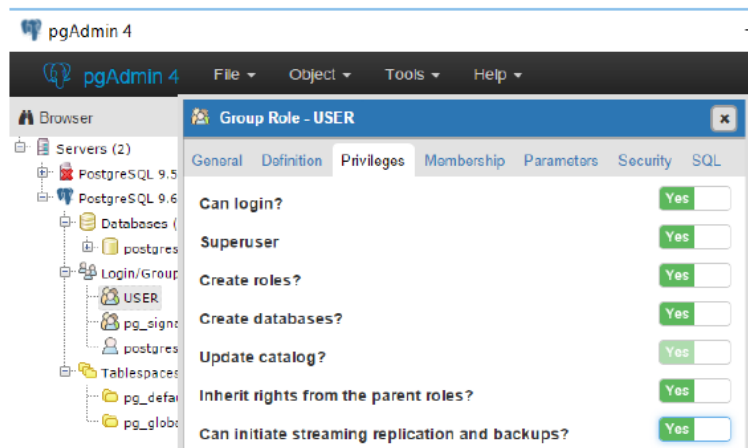 pgAdmin 4
pgAdmin 4 File Object Tools Help
Browser
Servers (2)
PostgreSQL 9.5
PostgreSQL 9.6
Databases (
postgres
Login/Group
USER
pg_signa
postgres
Tablespaces
pg_defau
pg_globa
Group Role - USER
General Definition Privileges Membership Parameters Security SQL
Can login? Yes
Superuser Yes
Create roles? Yes
Create databases? Yes
Update catalog? Yes
Inherit rights from the parent roles? Yes
Can initiate streaming replication and backups? Yes